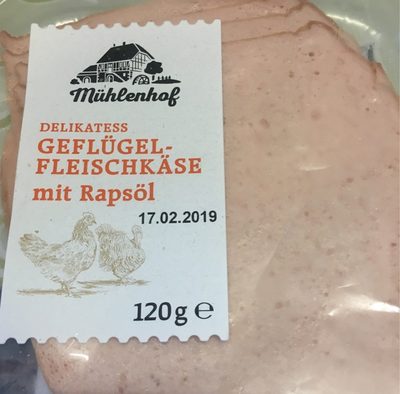 Mühlenhof
DELIKATESS
GEFLÜGEL-
FLEISCHKÄSE
mit Rapsöl
17.02.2019
120g ℮